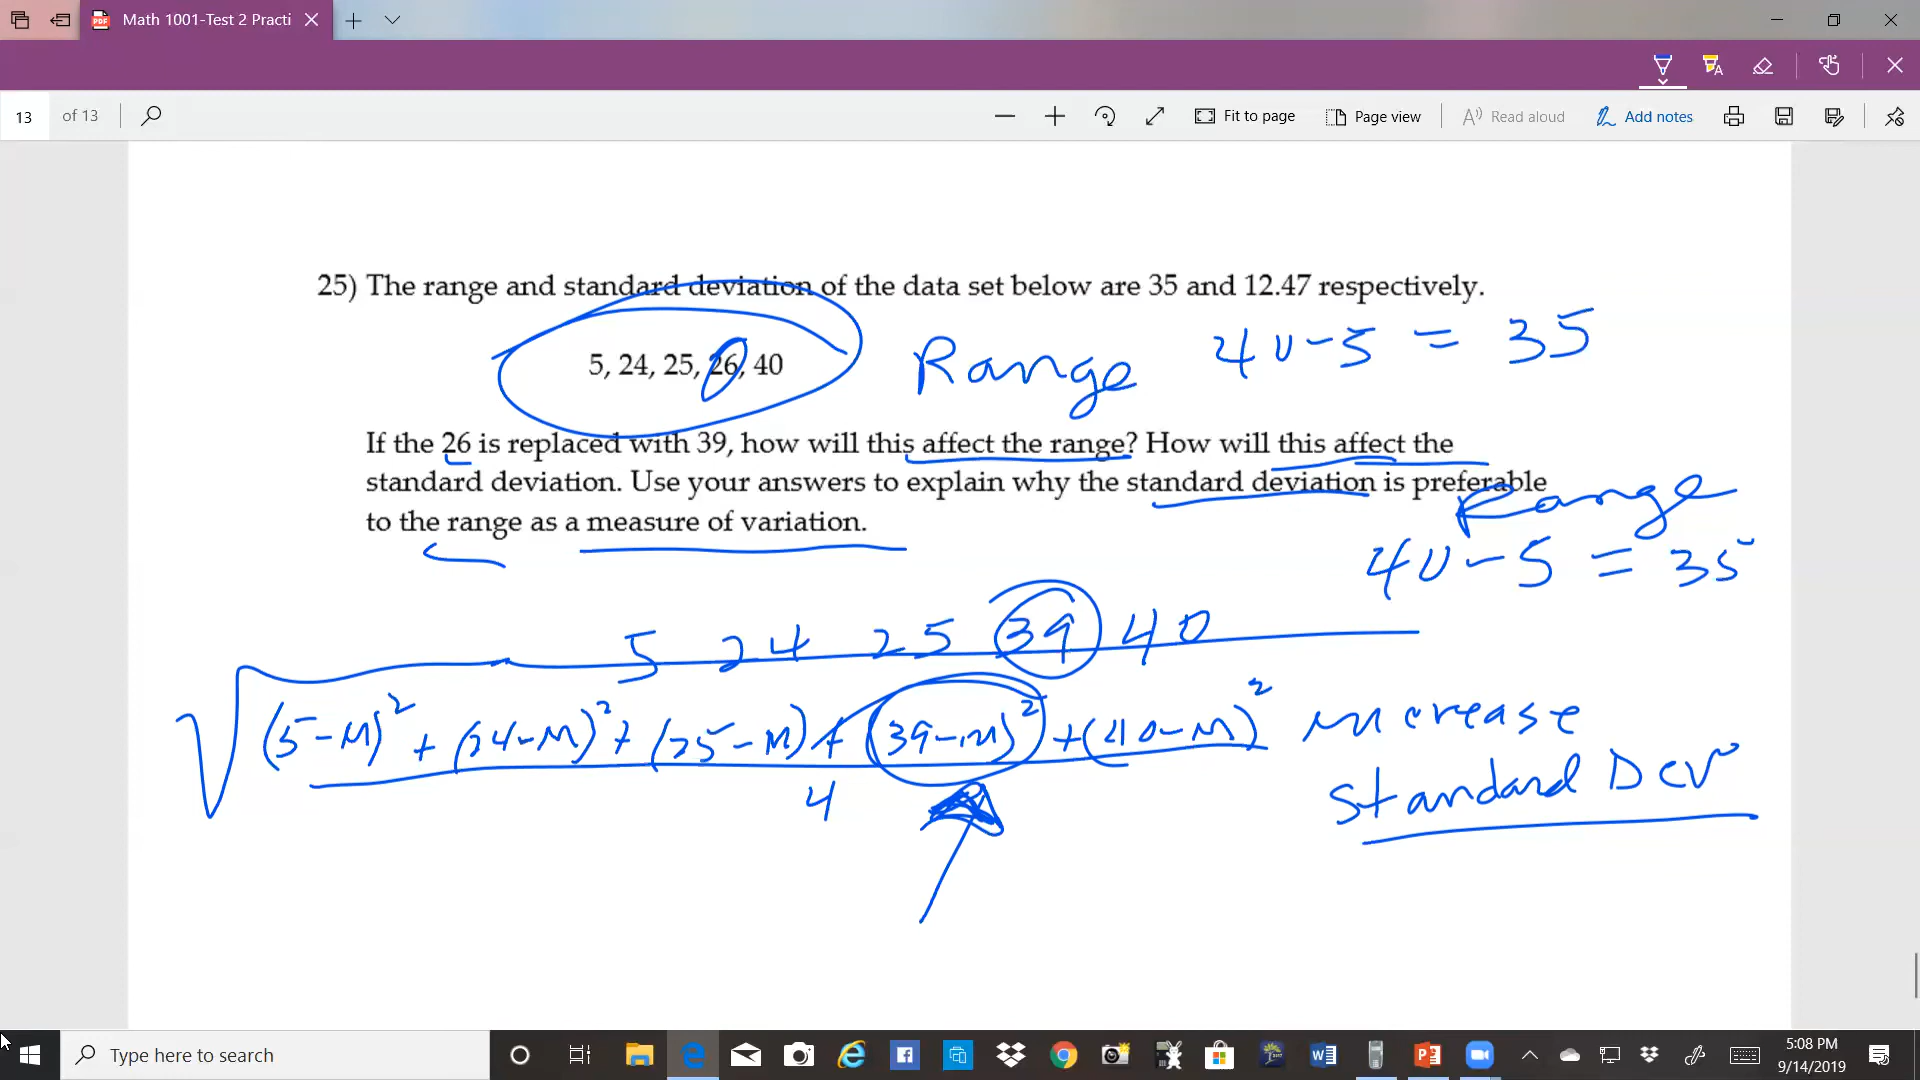 Math 1001-Test 2 Practi
13 of 13
Fit to page
Page view
Read aloud
Add notes
25) The range and standard deviation of the data set below are 35 and 12.47 respectively.
5, 24, 25, 26, 40
Range 40-5 = 35
If the 26 is replaced with 39, how will this affect the range? How will this affect the
standard deviation. Use your answers to explain why the standard deviation is preferable
to the range as a measure of variation.
Range
40-5 = 35
5 24 25 39 40
√ (5-M)² + (24-M)² + (25-M) + (39-M)² + (40-M)²
4
increase
standard Dev
Type here to search
5:08 PM
9/14/2019